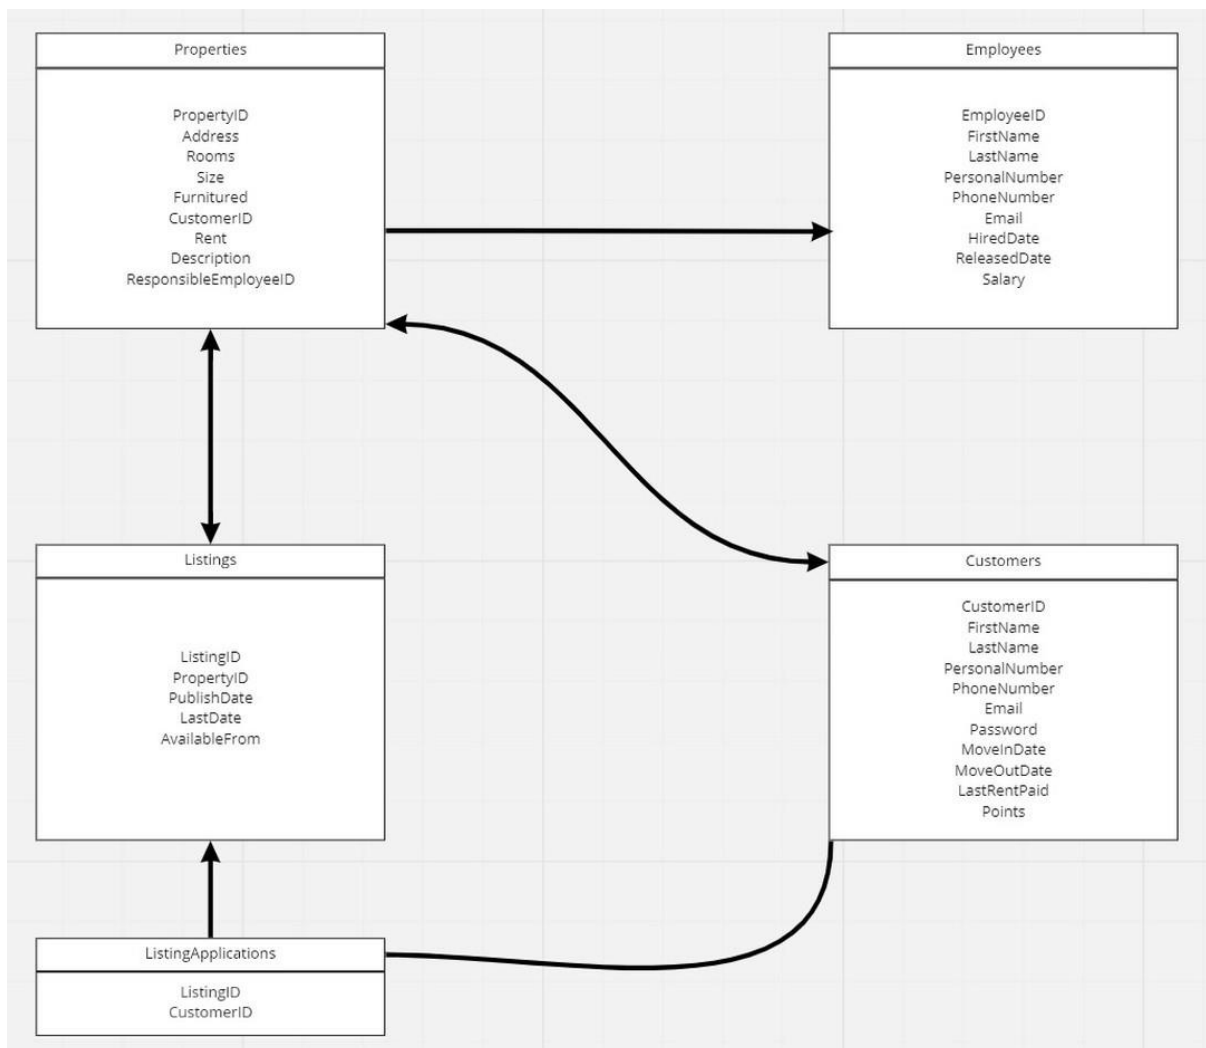 Properties
PropertyID
Address
Rooms
Size
Furnitured
CustomerID
Rent
Description
ResponsibleEmployeeID
Employees
EmployeeID
FirstName
LastName
PersonalNumber
PhoneNumber
Email
HiredDate
ReleasedDate
Salary
Listings
ListingID
PropertyID
PublishDate
LastDate
AvailableFrom
Customers
CustomerID
FirstName
LastName
PersonalNumber
PhoneNumber
Email
Password
MoveInDate
MoveOutDate
LastRentPaid
Points
ListingApplications
ListingID
CustomerID